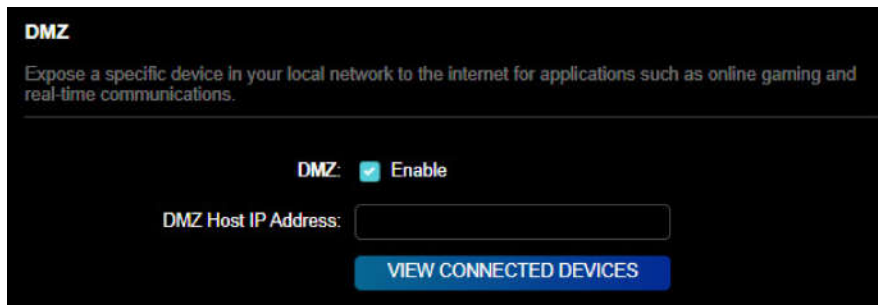 DMZ
Expose a specific device in your local network to the internet for applications such as online gaming and
real-time communications.
DMZ: Enable
DMZ Host IP Address:
VIEW CONNECTED DEVICES